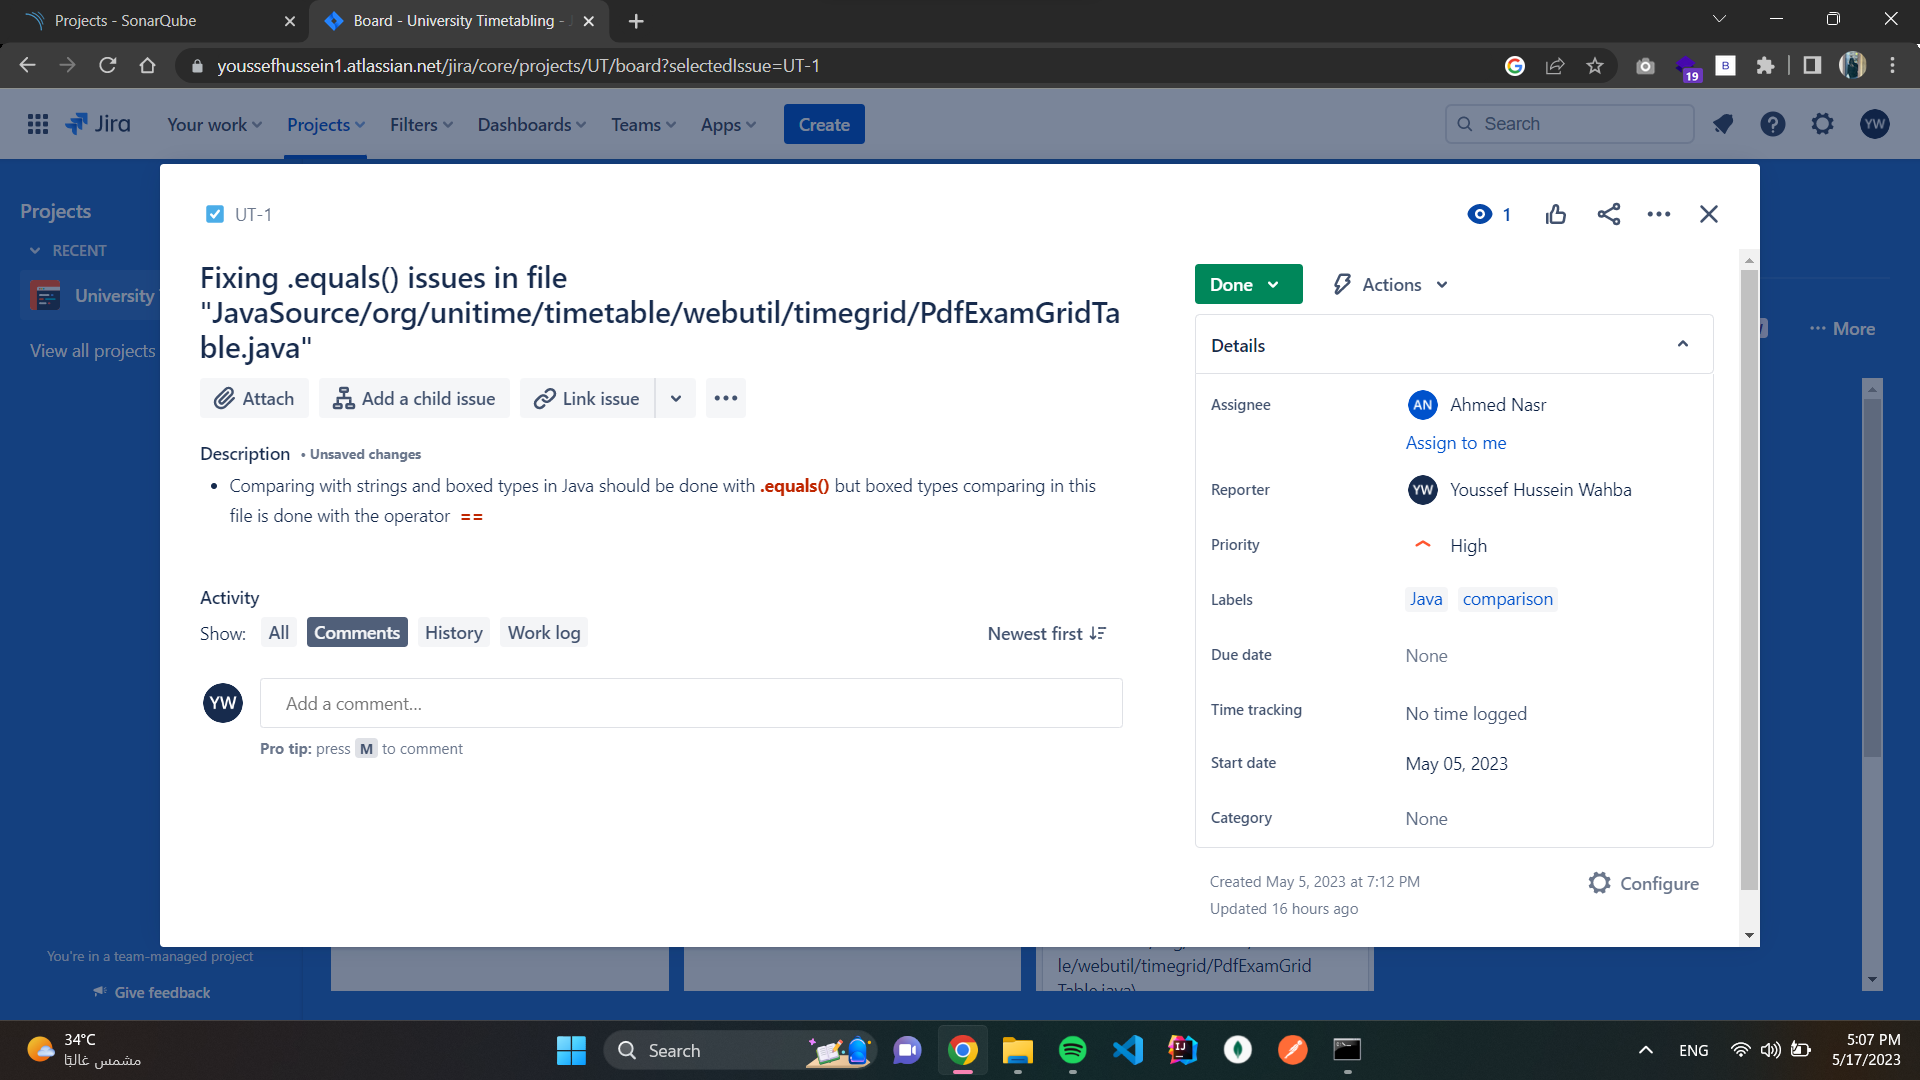 Projects - SonarQube
Board - University Timetabling - J
youssefhussein1.atlassian.net/jira/core/projects/UT/board?selectedIssue=UT-1
19
B
Jira
Your work
Projects
Filters
Dashboards
Teams
Apps
Create
Search
YW
Projects
RECENT
University
View all projects
More
UT-1
1
Fixing .equals() issues in file
"JavaSource/org/unitime/timetable/webutil/timegrid/PdfExamGridTa
ble.java"
Attach
Add a child issue
Link issue
Description • Unsaved changes
• Comparing with strings and boxed types in Java should be done with .equals() but boxed types comparing in this
file is done with the operator ==
Activity
Show: All Comments History Work log
Newest first
YW
Add a comment...
Pro tip: press M to comment
Done
Actions
Details
Assignee
AN Ahmed Nasr
Assign to me
Reporter
YW Youssef Hussein Wahba
Priority
High
Labels
Java comparison
Due date
None
Time tracking
No time logged
Start date
May 05, 2023
Category
None
Created May 5, 2023 at 7:12 PM
Updated 16 hours ago
Configure
You're in a team-managed project
Give feedback
le/webutil/timegrid/PdfExamGrid
Table.java\
34°C
مشمس غالبًا
Search
IJ
ENG
5:07 PM
5/17/2023